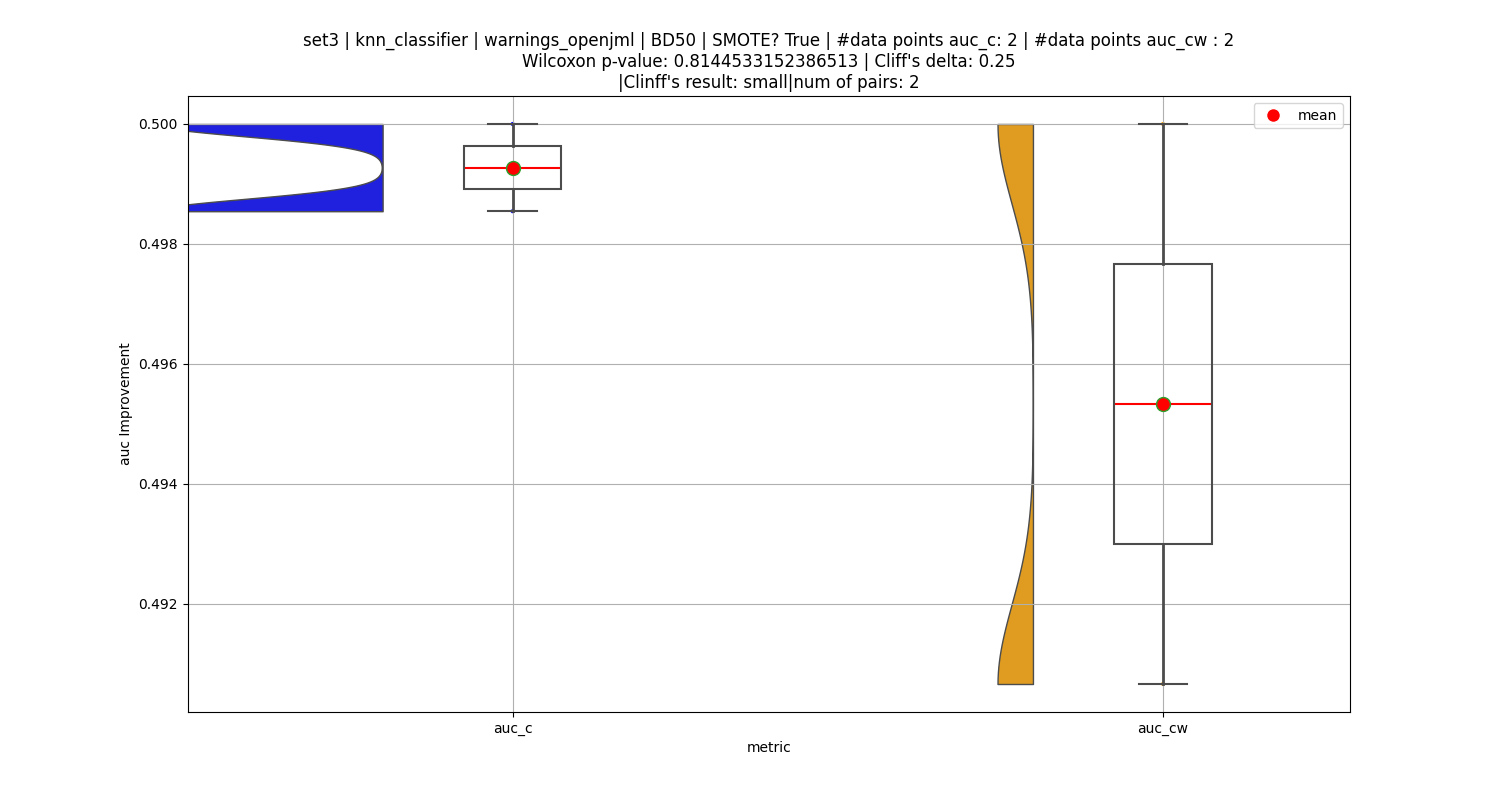 set3 | knn_classifier | warnings_openjml | BD50 | SMOTE? True | #data points auc_c: 2 | #data points auc_cw : 2
Wilcoxon p-value: 0.8144533152386513 | Cliff's delta: 0.25
|Clinff's result: small|num of pairs: 2
mean
0.500
0.498
0.496
0.494
0.492
auc Improvement
auc_c
auc_cw
metric